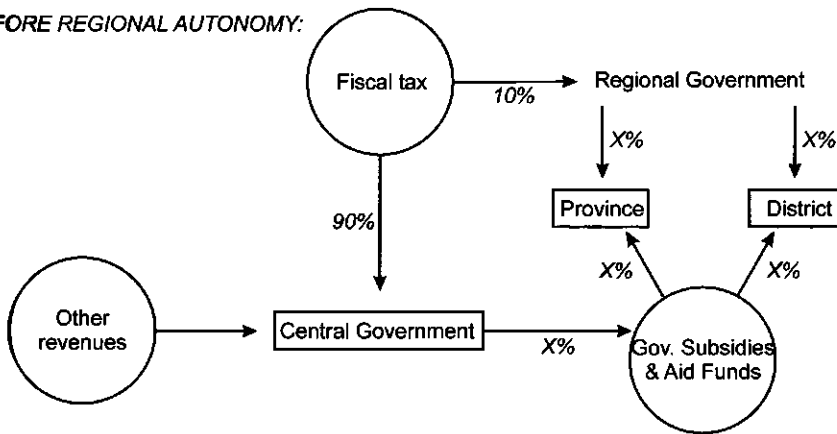 FORE REGIONAL AUTONOMY:
Fiscal tax
10%
Regional Government
X%
X%
90%
Province
District
X%
X%
Other
revenues
Central Government
X%
Gov. Subsidies
& Aid Funds